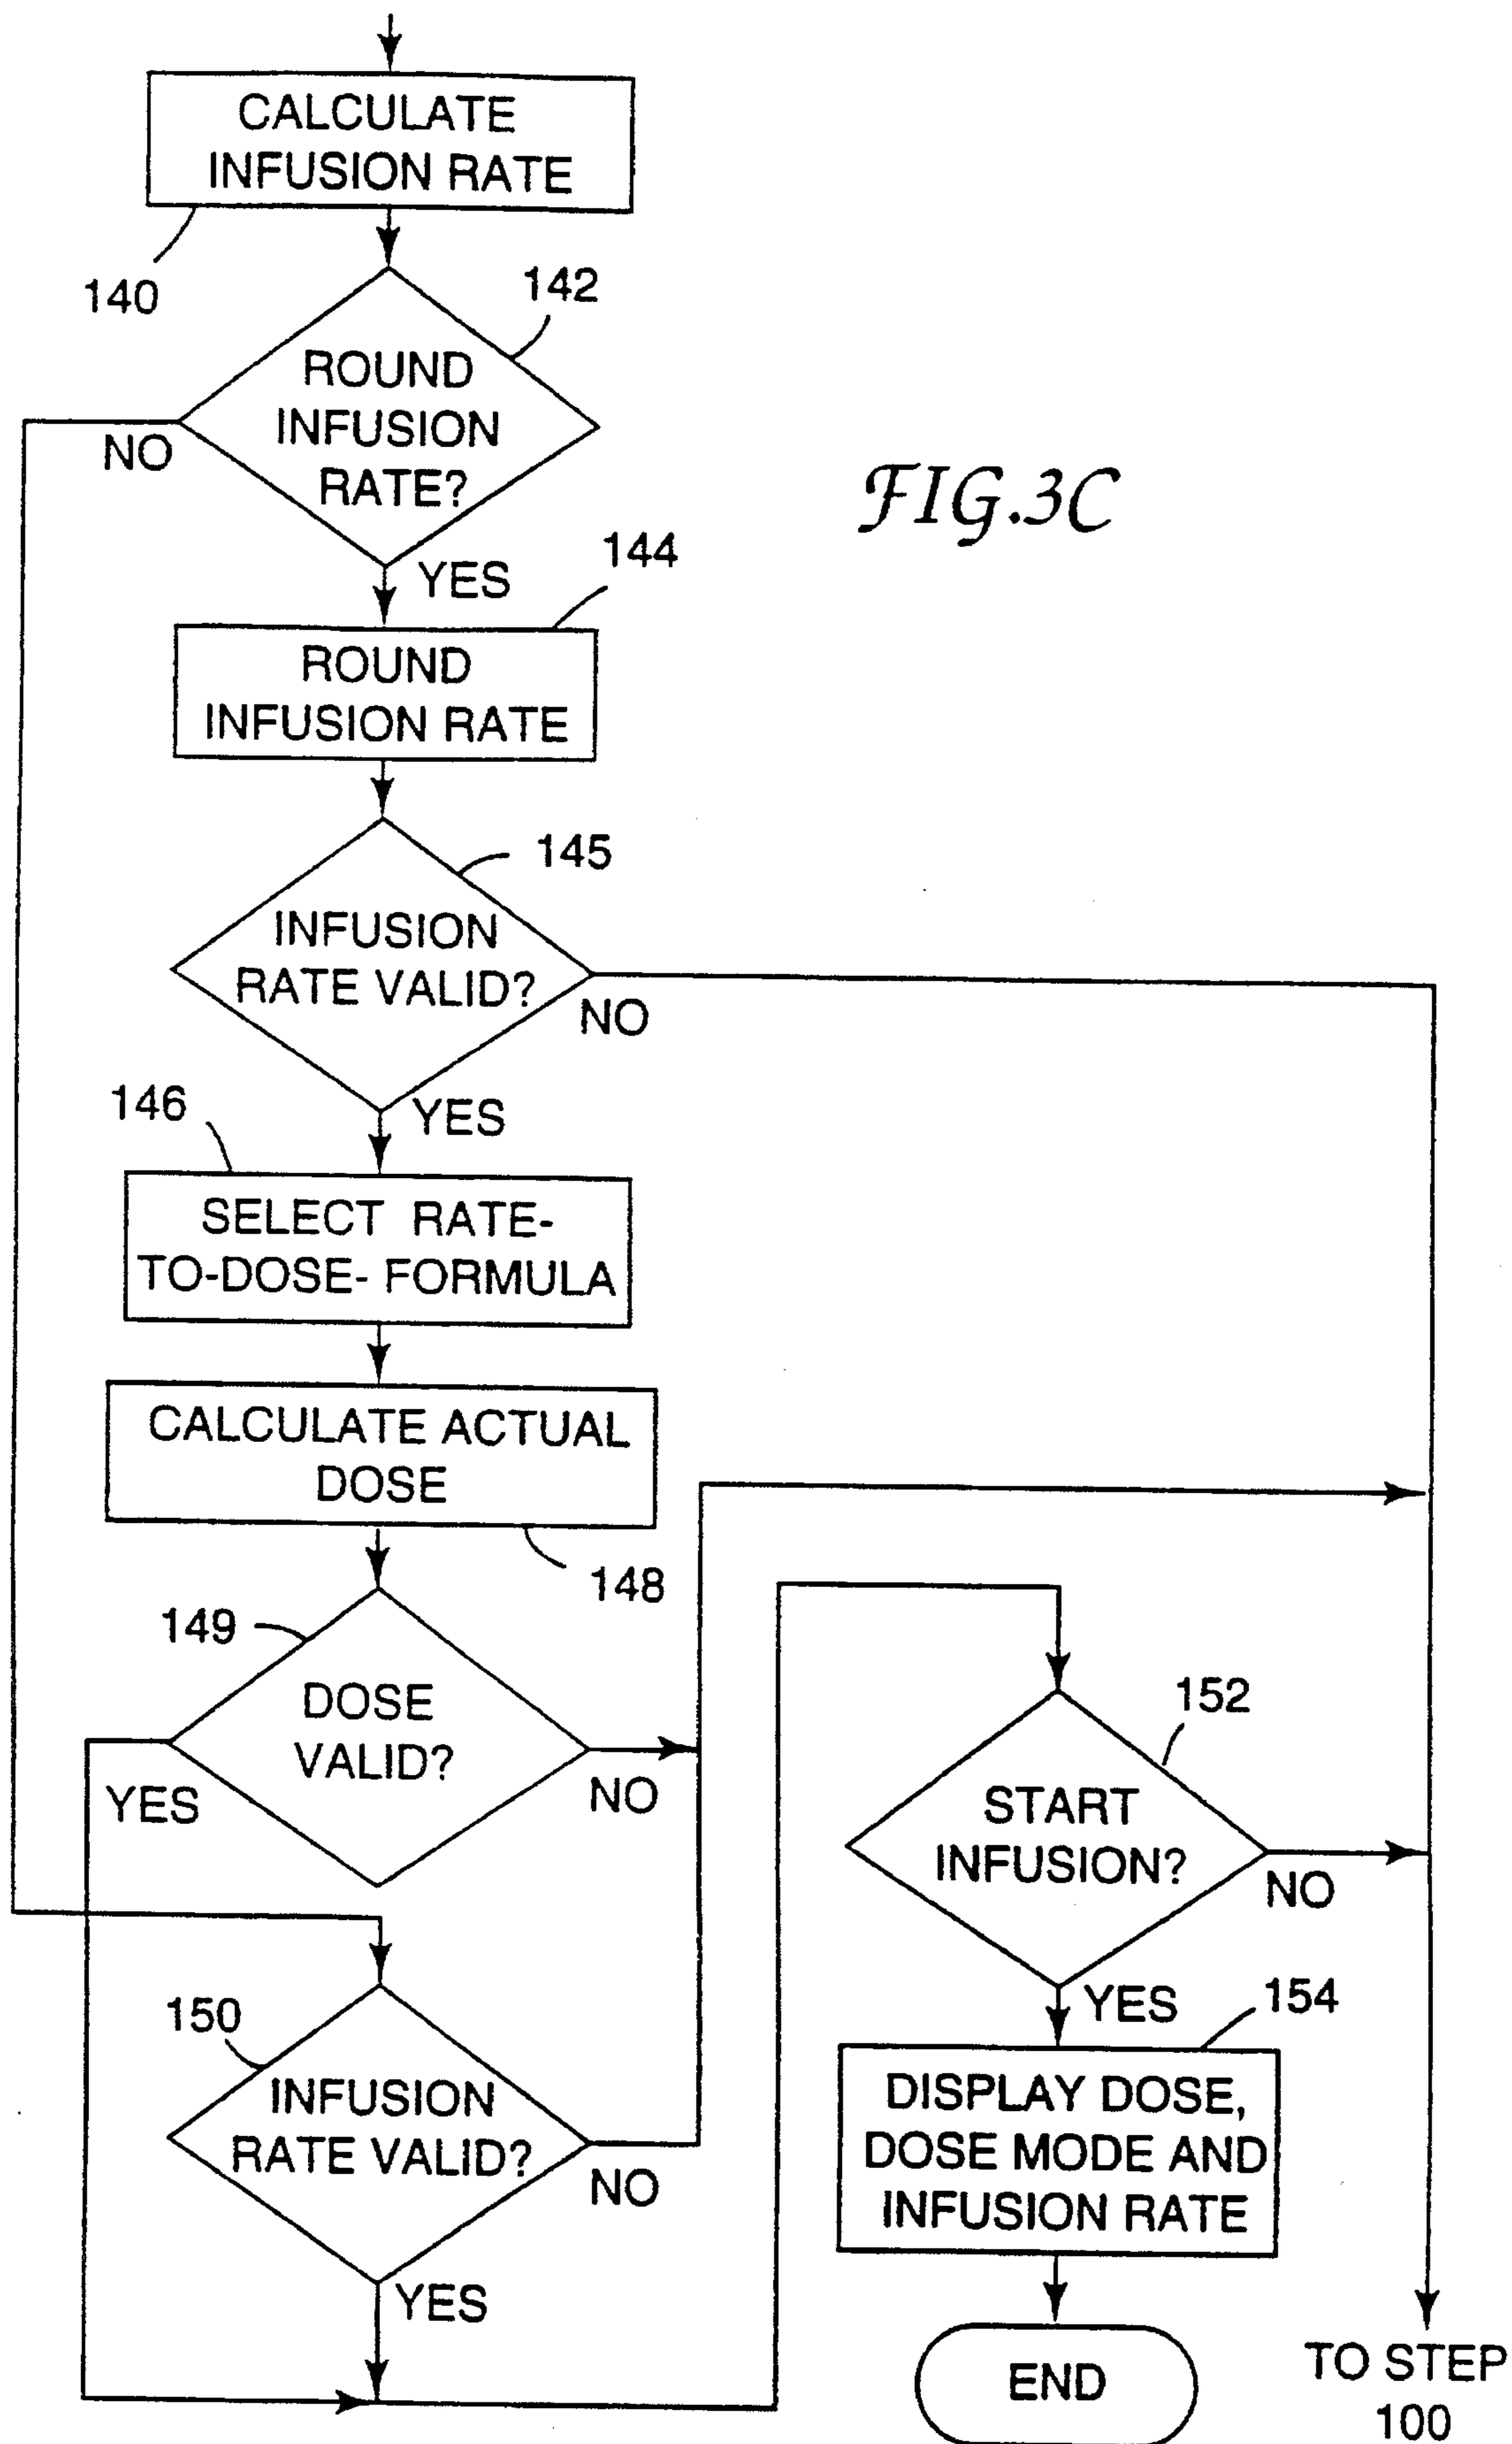 CALCULATE
INFUSION RATE
140
142
ROUND
INFUSION
RATE?
NO
FIG.3C
YES
144
ROUND
INFUSION RATE
145
INFUSION
RATE VALID?
NO
YES
146
SELECT RATE-
TO-DOSE- FORMULA
CALCULATE ACTUAL
DOSE
148
149
DOSE
VALID?
YES
NO
150
INFUSION
RATE VALID?
NO
YES
152
START
INFUSION?
NO
YES
154
DISPLAY DOSE,
DOSE MODE AND
INFUSION RATE
END
TO STEP
100